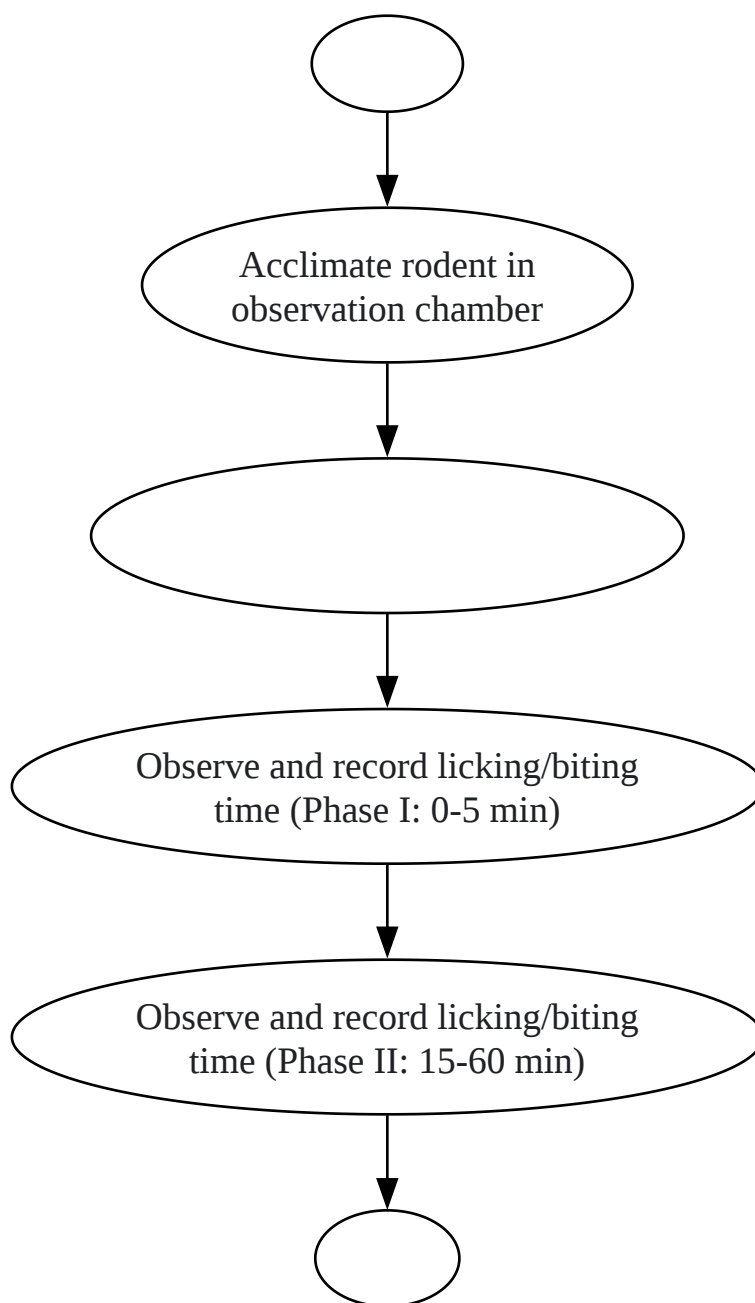 Acclimate rodent in
observation chamber
Observe and record licking/biting
time (Phase I: 0-5 min)
Observe and record licking/biting
time (Phase II: 15-60 min)